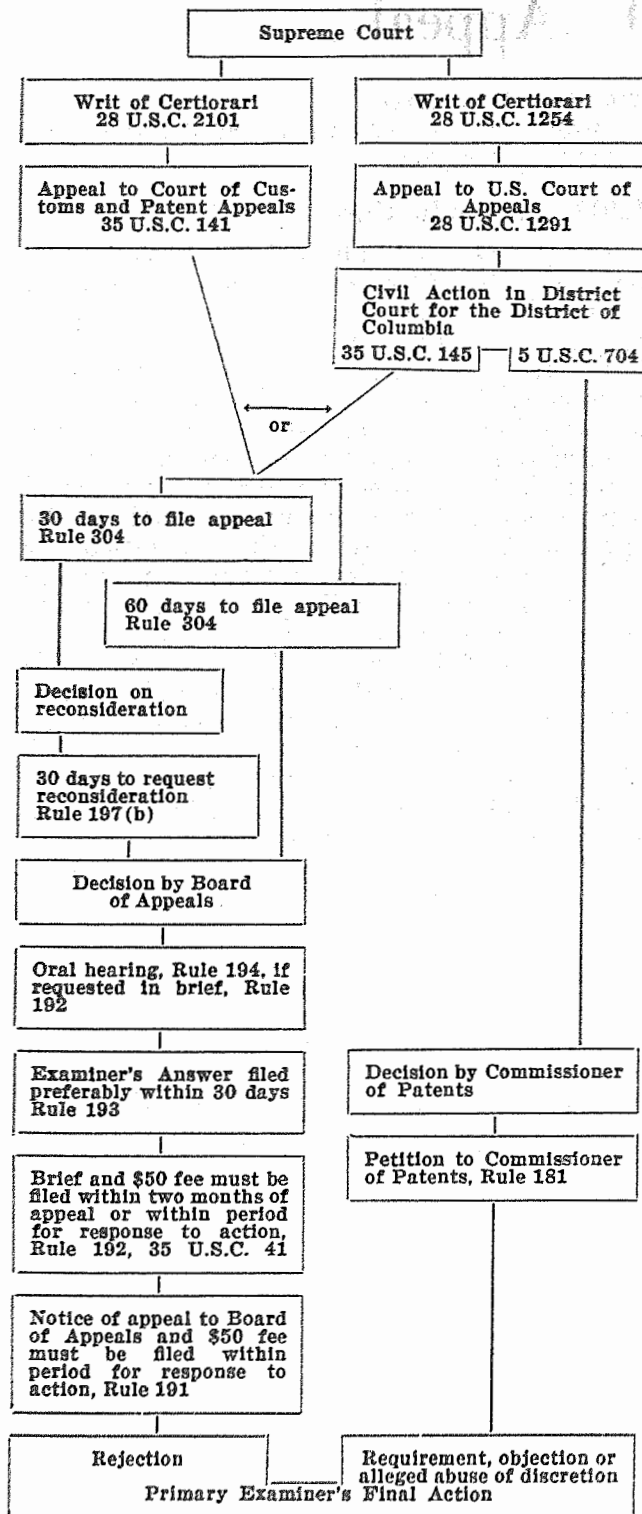 Supreme Court
Writ of Certiorari
28 U.S.C. 2101
Writ of Certiorari
28 U.S.C. 1254
Appeal to Court of Cus-
toms and Patent Appeals
35 U.S.C. 141
Appeal to U.S. Court of
Appeals
28 U.S.C. 1291
Civil Action in District
Court for the District of
Columbia
35 U.S.C. 145
5 U.S.C. 704
or
30 days to file appeal
Rule 304
60 days to file appeal
Rule 304
Decision on
reconsideration
30 days to request
reconsideration
Rule 197(b)
Decision by Board
of Appeals
Oral hearing, Rule 194, if
requested in brief, Rule
192
Examiner's Answer filed
preferably within 30 days
Rule 193
Decision by Commissioner
of Patents
Brief and $50 fee must be
filed within two months of
appeal or within period
for response to action,
Rule 192, 35 U.S.C. 41
Petition to Commissioner
of Patents, Rule 181
Notice of appeal to Board
of Appeals and $50 fee
must be filed within
period for response to
action, Rule 191
Rejection
Requirement, objection or
alleged abuse of discretion
Primary Examiner's Final Action